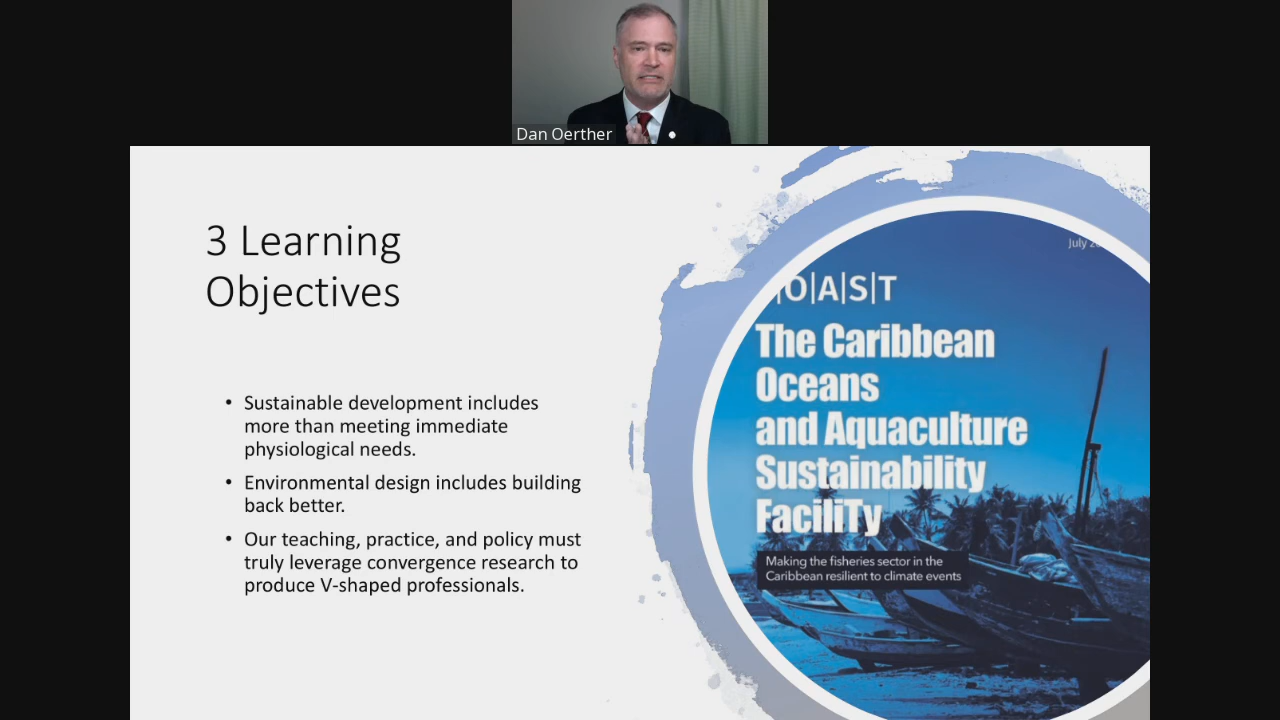 Dan Oerther
3 Learning
Objectives
• Sustainable development includes
more than meeting immediate
physiological needs.
• Environmental design includes building
back better.
• Our teaching, practice, and policy must
truly leverage convergence research to
produce V-shaped professionals.
July
|O|A|S|T
The Caribbean
Oceans
and Aquaculture
Sustainability
FaciliTy
Making the fisheries sector in the
Caribbean resilient to climate events